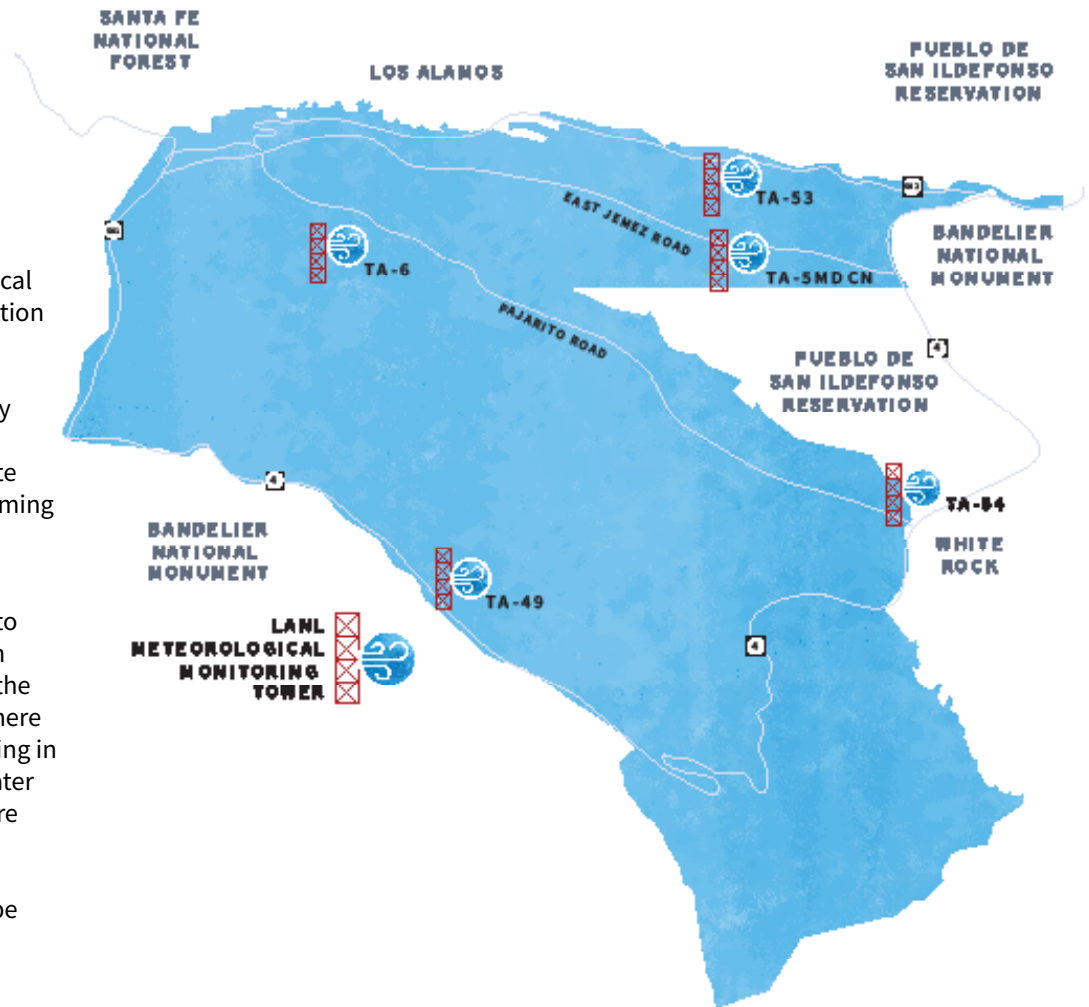 SANTA FE
NATIONAL
FOREST
LOS ALAMOS
PUEBLO DE
SAN ILDEFONSO
RESERVATION
TA-53
EAST JEMEZ ROAD
TA-6
TA-5MDCN
BANDELIER
NATIONAL
MONUMENT
PAJARITO ROAD
4
PUEBLO DE
SAN ILDEFONSO
RESERVATION
4
TA-54
BANDELIER
NATIONAL
MONUMENT
WHITE
ROCK
TA-49
4
LANL
METEOROLOGICAL
MONITORING
TOWER
cal
tion
y
te
ming
to
n
the
here
ing in
ater
re
be